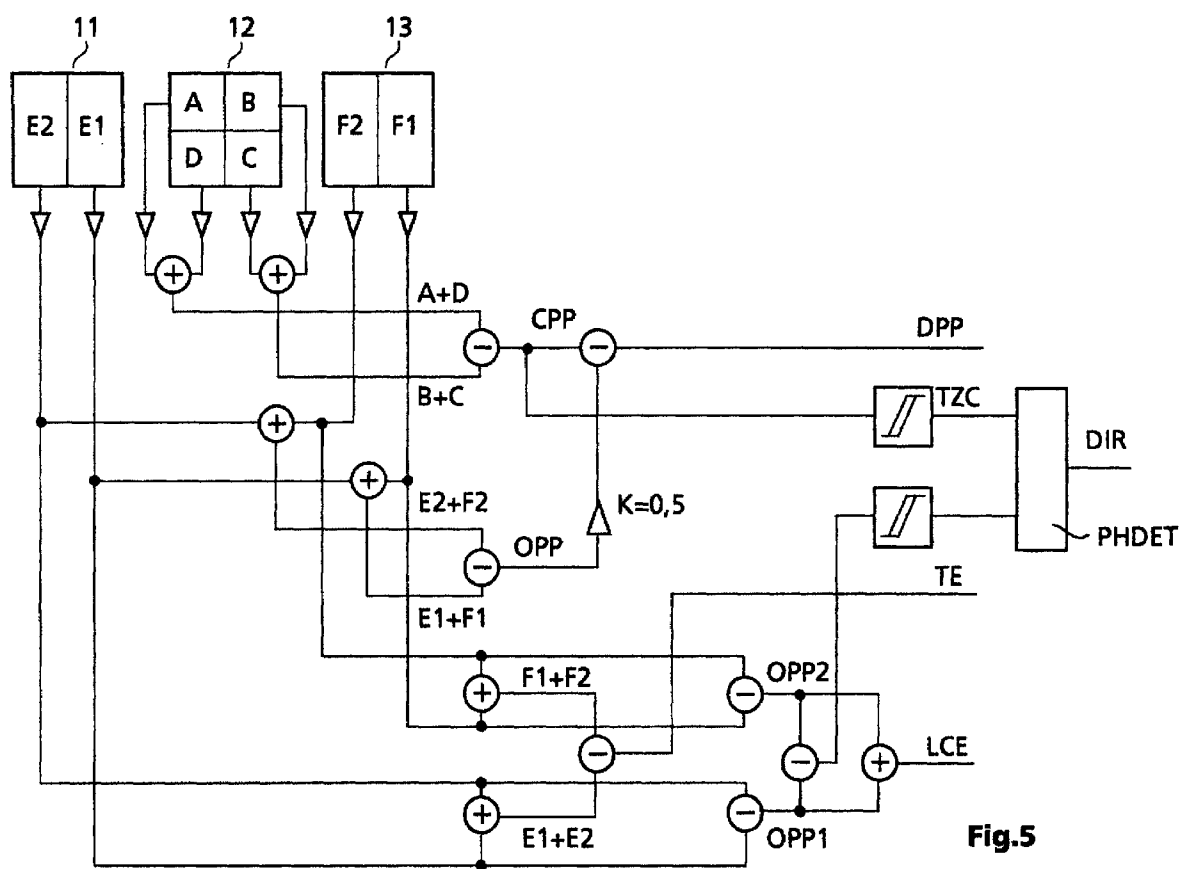 11 12 13
E2 E1 A B F2 F1
D C
A+D
CPP
DPP
B+C
TZC
DIR
E2+F2
K=0,5
OPP
PHDET
TE
E1+F1
F1+F2
OPP2
LCE
E1+E2
OPP1
Fig.5